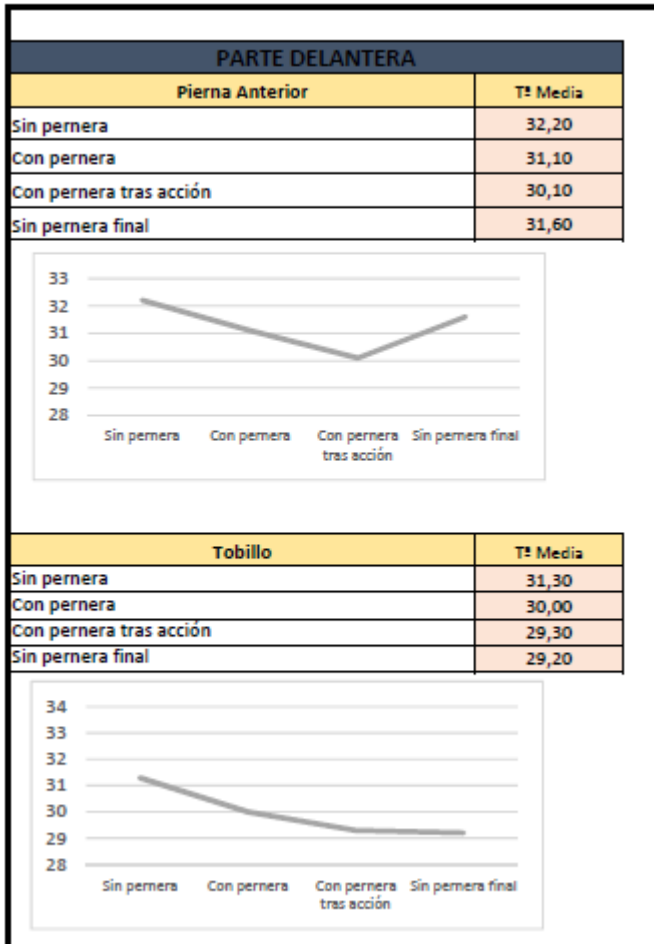 PARTE DELANTERA
Pierna Anterior Tª Media
Sin pernera 32,20
Con pernera 31,10
Con pernera tras acción 30,10
Sin pernera final 31,60
33
32
31
30
29
28
Sin pernera Con pernera Con pernera Sin pernera final
tras acción
Tobillo Tª Media
Sin pernera 31,30
Con pernera 30,00
Con pernera tras acción 29,30
Sin pernera final 29,20
34
33
32
31
30
29
28
Sin pernera Con pernera Con pernera Sin pernera final
tras acción